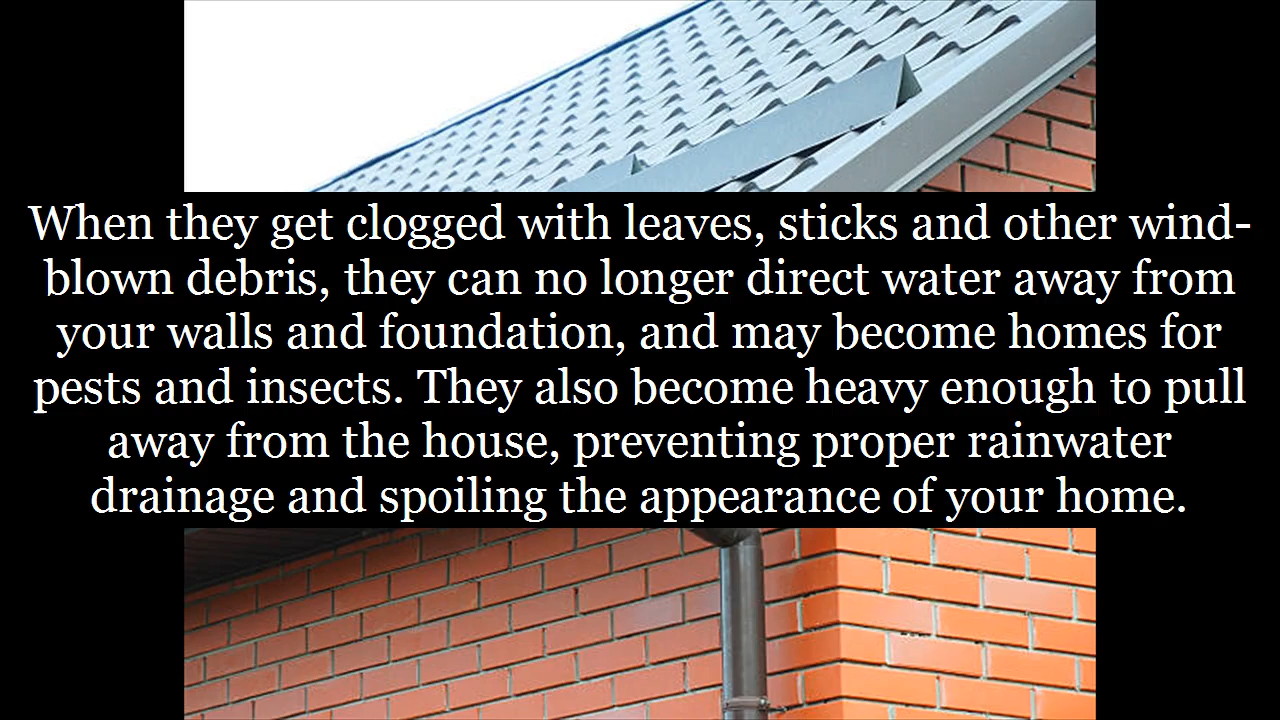 When they get clogged with leaves, sticks and other wind-
blown debris, they can no longer direct water away from
your walls and foundation, and may become homes for
pests and insects. They also become heavy enough to pull
away from the house, preventing proper rainwater
drainage and spoiling the appearance of your home.